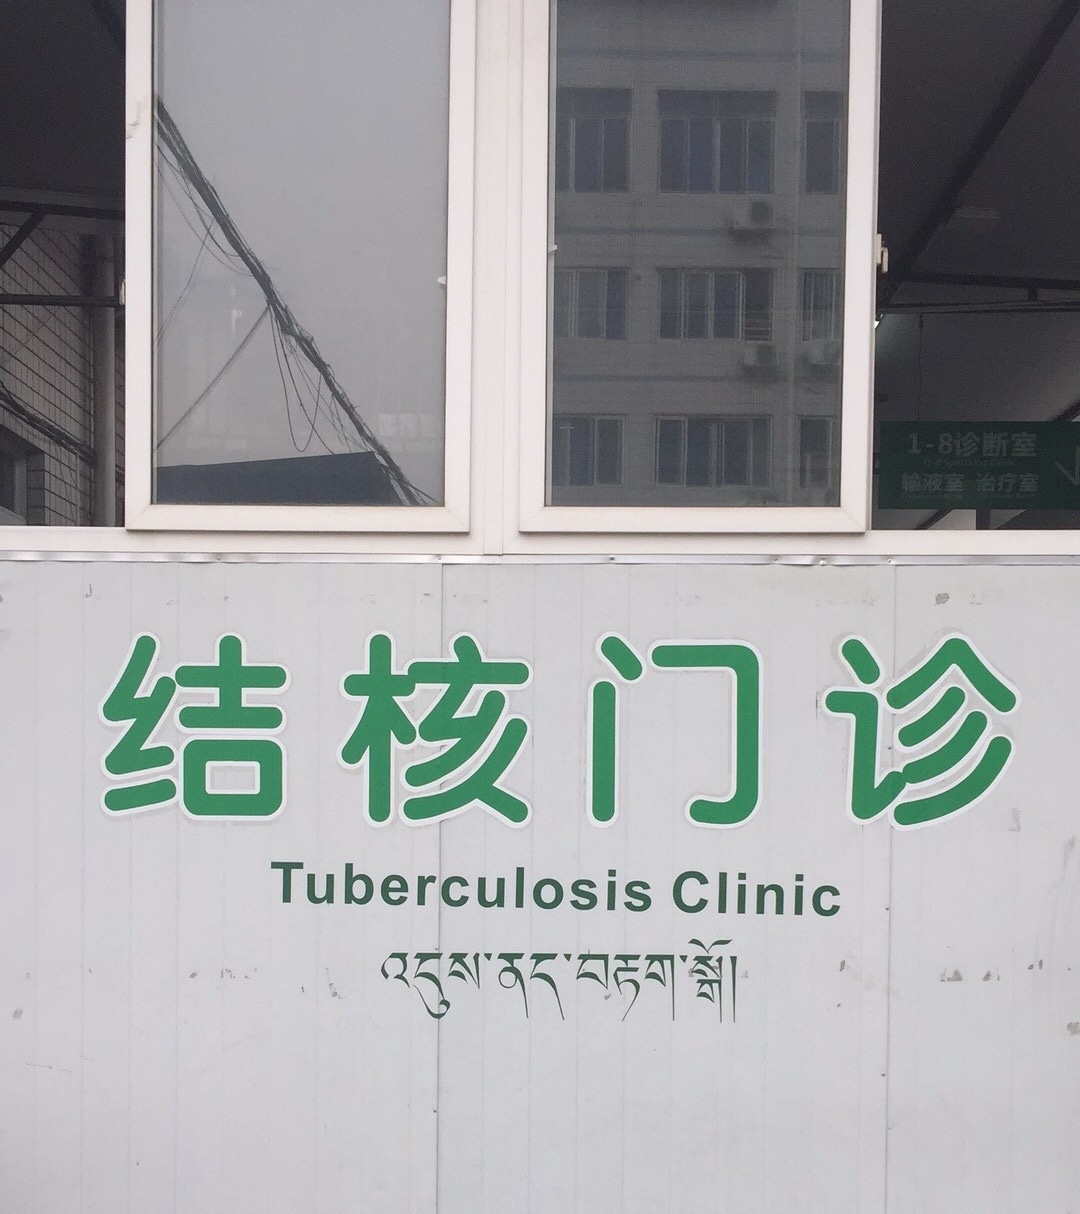 1-8诊断室
输液室 治疗室
结核门诊
Tuberculosis Clinic
འདུས་ནད་བརྟག་སྒོ།